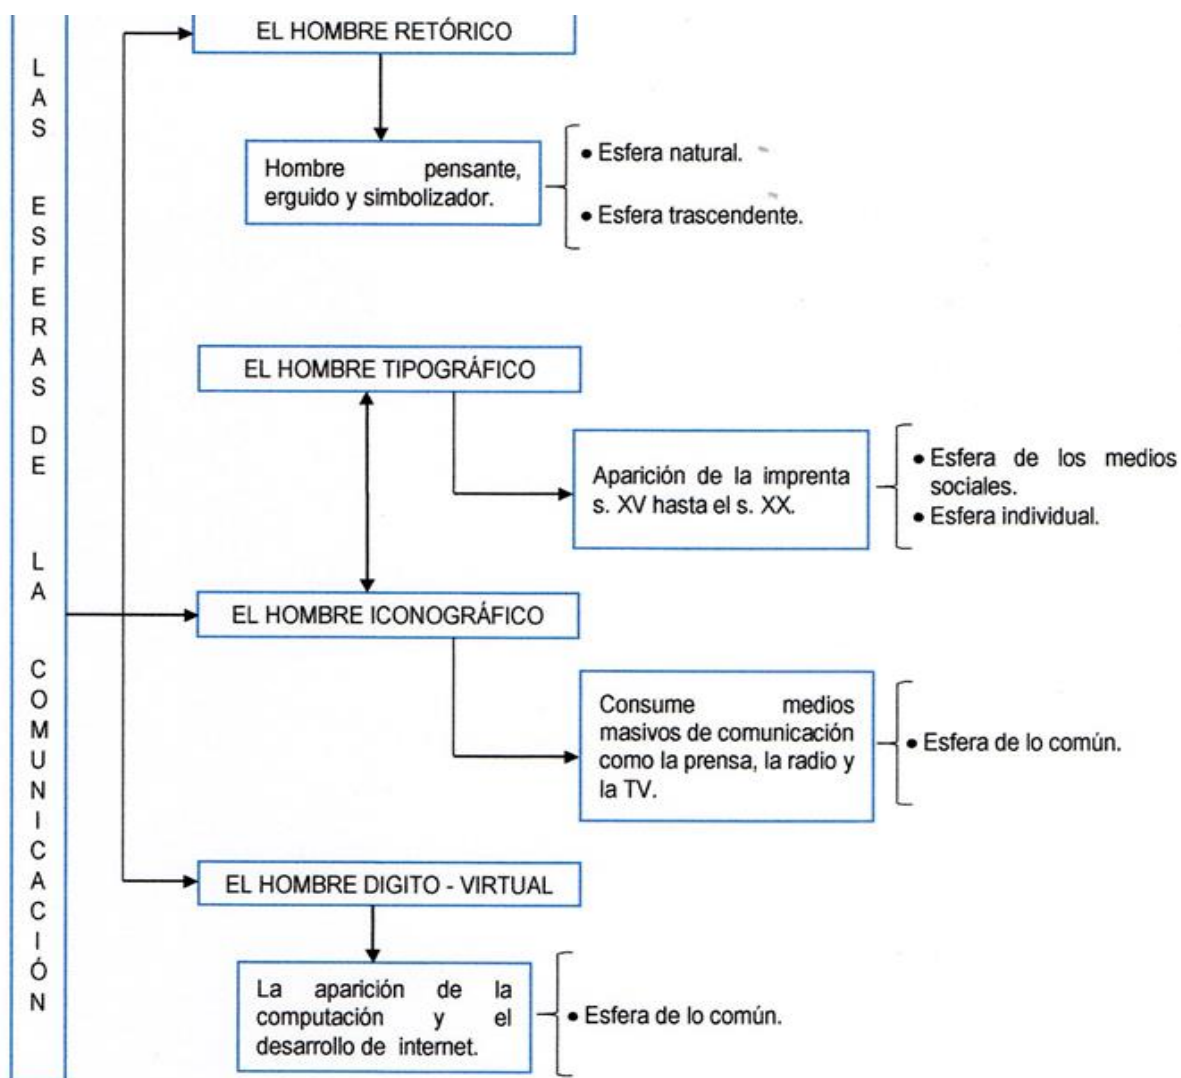 LAS ESFERAS DE LA COMUNICACIÓN
EL HOMBRE RETÓRICO
Hombre pensante,
erguido y simbolizador.
• Esfera natural.
• Esfera trascendente.
EL HOMBRE TIPOGRÁFICO
Aparición de la imprenta
s. XV hasta el s. XX.
• Esfera de los medios
sociales.
• Esfera individual.
EL HOMBRE ICONOGRÁFICO
Consume medios
masivos de comunicación
como la prensa, la radio y
la TV.
• Esfera de lo común.
EL HOMBRE DIGITO - VIRTUAL
La aparición de la
computación y el
desarrollo de internet.
• Esfera de lo común.